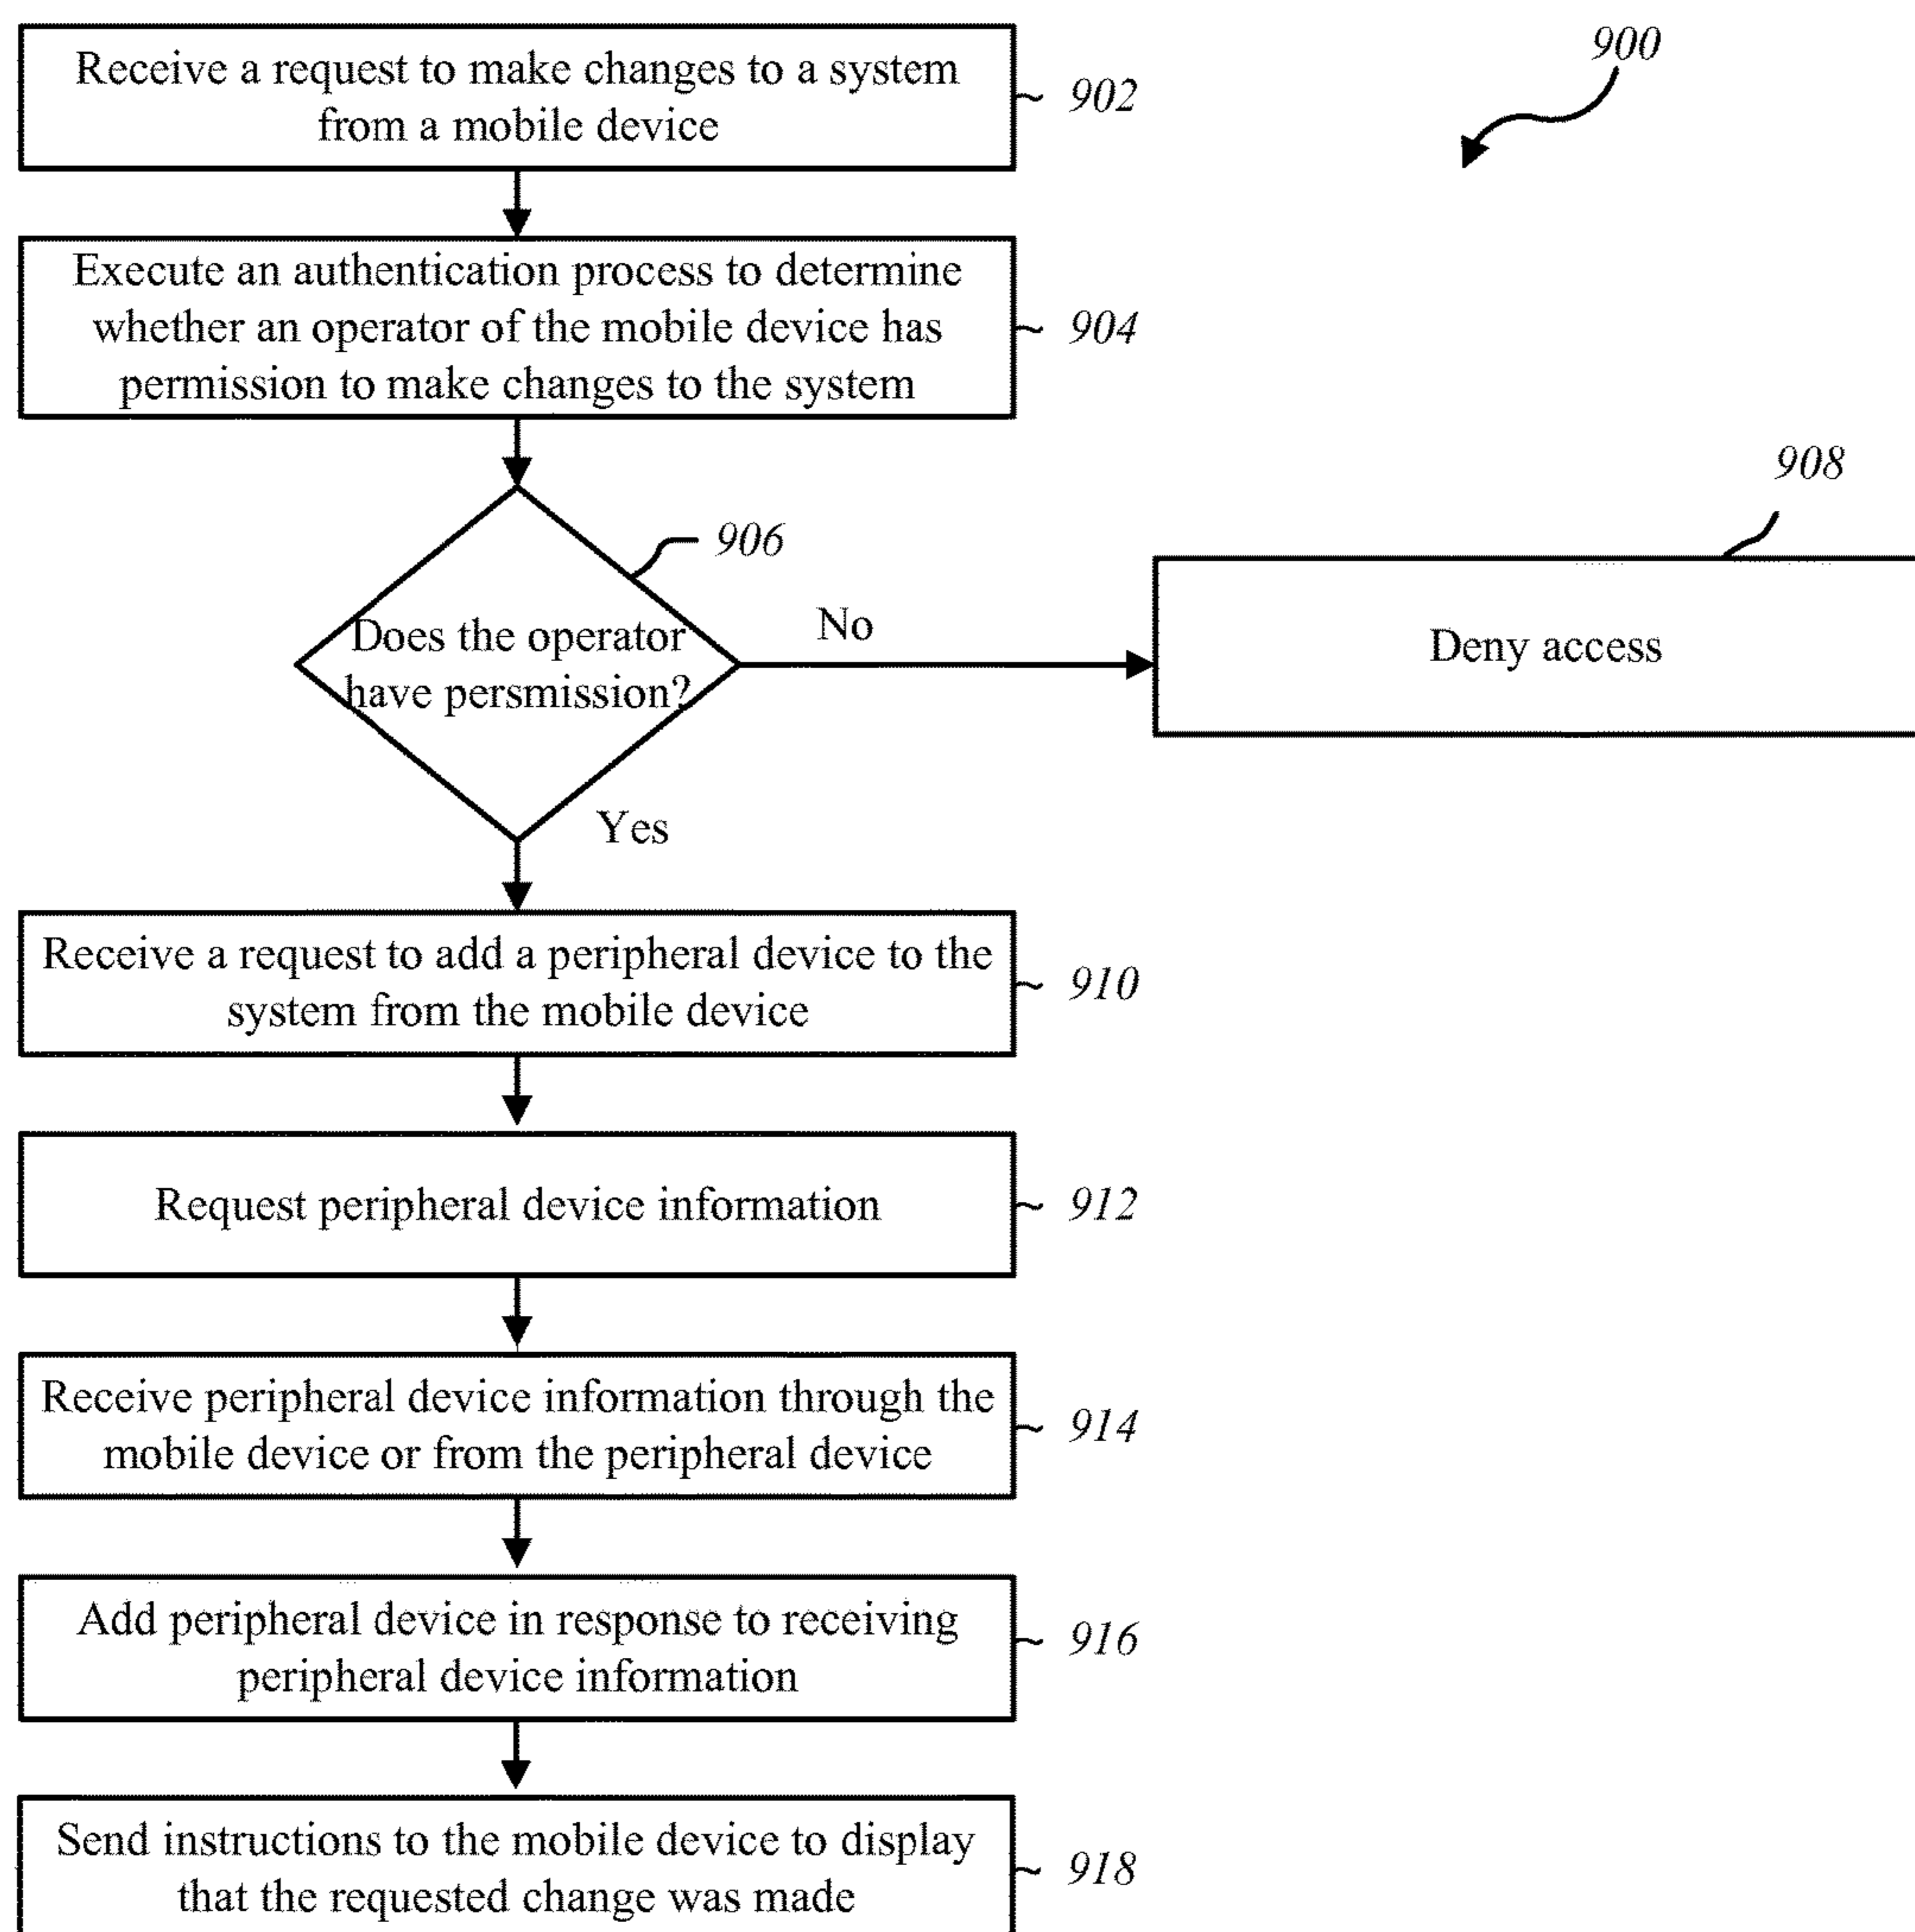 Receive a request to make changes to a system
from a mobile device
902
900
Execute an authentication process to determine
whether an operator of the mobile device has
permission to make changes to the system
904
906
Does the operator
have persmission?
No
908
Deny access
Yes
Receive a request to add a peripheral device to the
system from the mobile device
910
Request peripheral device information
912
Receive peripheral device information through the
mobile device or from the peripheral device
914
Add peripheral device in response to receiving
peripheral device information
916
Send instructions to the mobile device to display
that the requested change was made
918